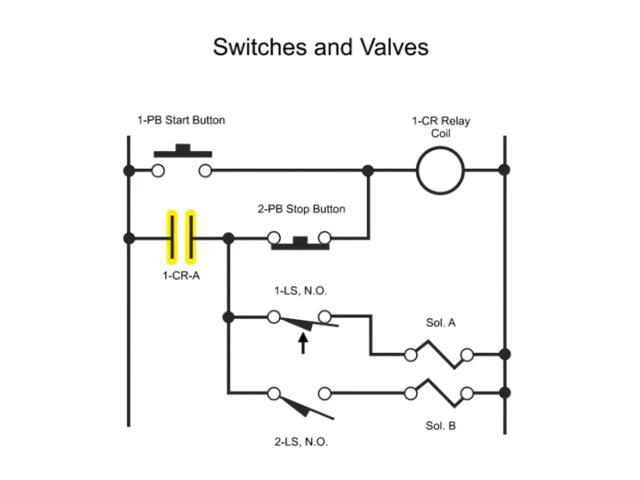 Switches and Valves
1-PB Start Button
1-CR Relay
Coil
2-PB Stop Button
1-CR-A
1-LS, N.O.
Sol. A
Sol. B
2-LS, N.O.